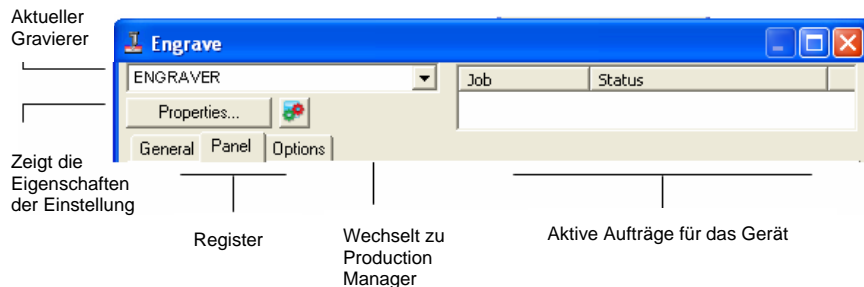 Aktueller
Gravierer
Engrave
ENGRAVER
Job Status
Properties...
General Panel Options
Zeigt die
Eigenschaften
der Einstellung
Register
Wechselt zu
Production
Manager
Aktive Aufträge für das Gerät